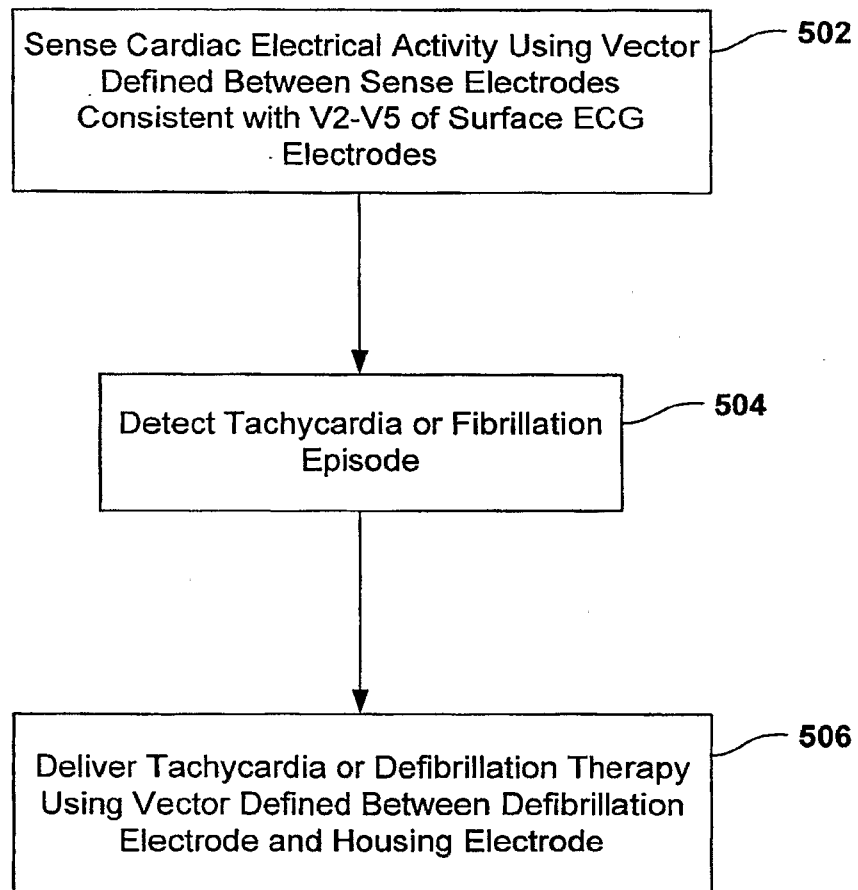 Sense Cardiac Electrical Activity Using Vector
Defined Between Sense Electrodes
Consistent with V2-V5 of Surface ECG
Electrodes
502
Detect Tachycardia or Fibrillation
Episode
504
Deliver Tachycardia or Defibrillation Therapy
Using Vector Defined Between Defibrillation
Electrode and Housing Electrode
506